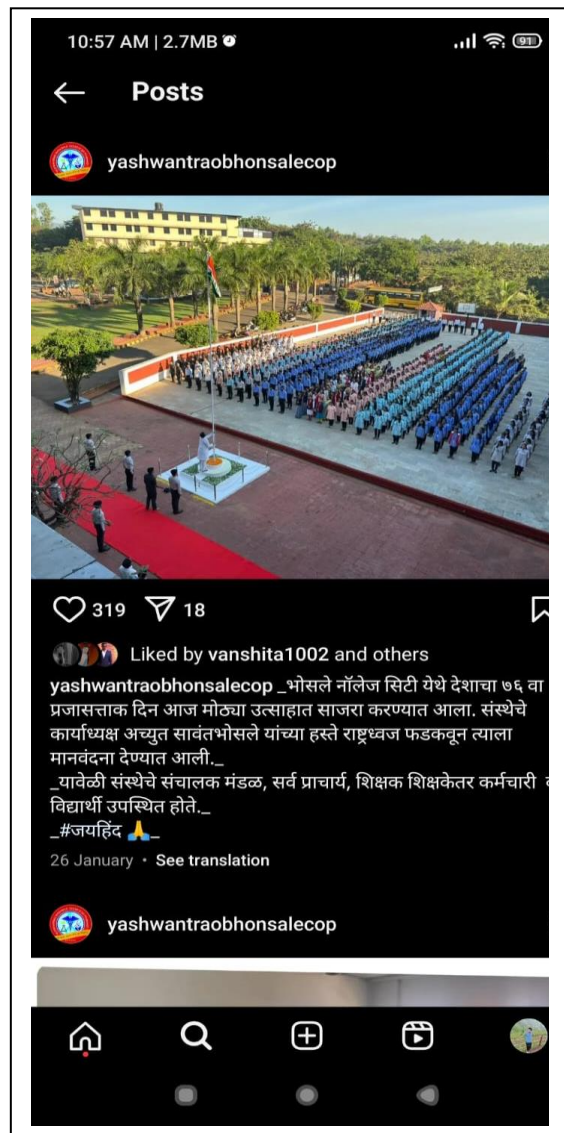 10:57 AM | 2.7MB
91
Posts
yashwantraobhonsalecop
319
18
Liked by vanshita1002 and others
yashwantraobhonsalecop _भोसले नॉलेज सिटी येथे देशाचा ७६ वा
प्रजासत्ताक दिन आज मोठ्या उत्साहात साजरा करण्यात आला. संस्थेचे
कार्याध्यक्ष अच्युत सावंतभोसले यांच्या हस्ते राष्ट्रध्वज फडकवून त्याला
मानवंदना देण्यात आली._
_यावेळी संस्थेचे संचालक मंडळ, सर्व प्राचार्य, शिक्षक शिक्षकेतर कर्मचारी
विद्यार्थी उपस्थित होते._
_#जयहिंद 🙏_
26 January • See translation
yashwantraobhonsalecop